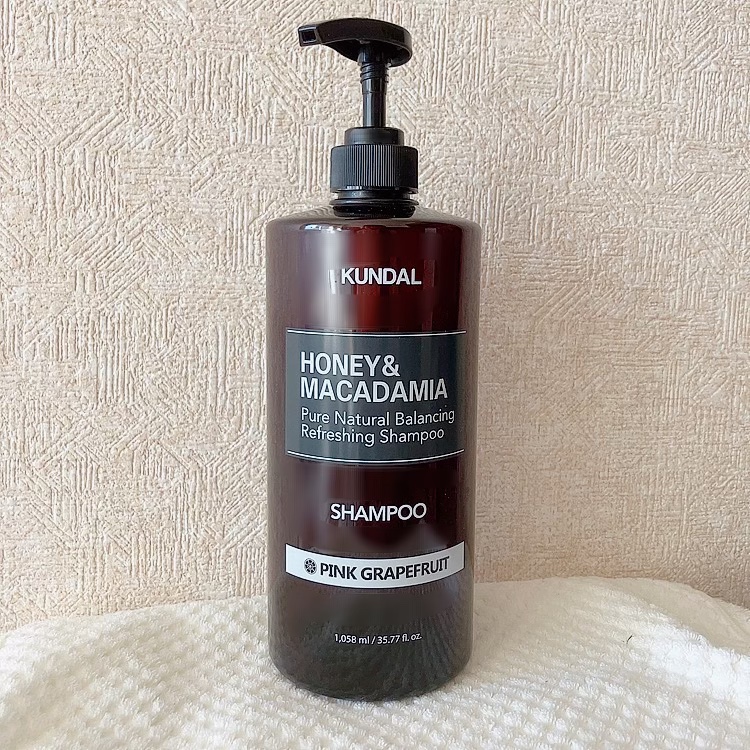 KUNDAL
HONEY&
MACADAMIA
Pure Natural Balancing
Refreshing Shampoo
SHAMPOO
PINK GRAPEFRUIT
1,058 ml / 35.77 fl. oz.